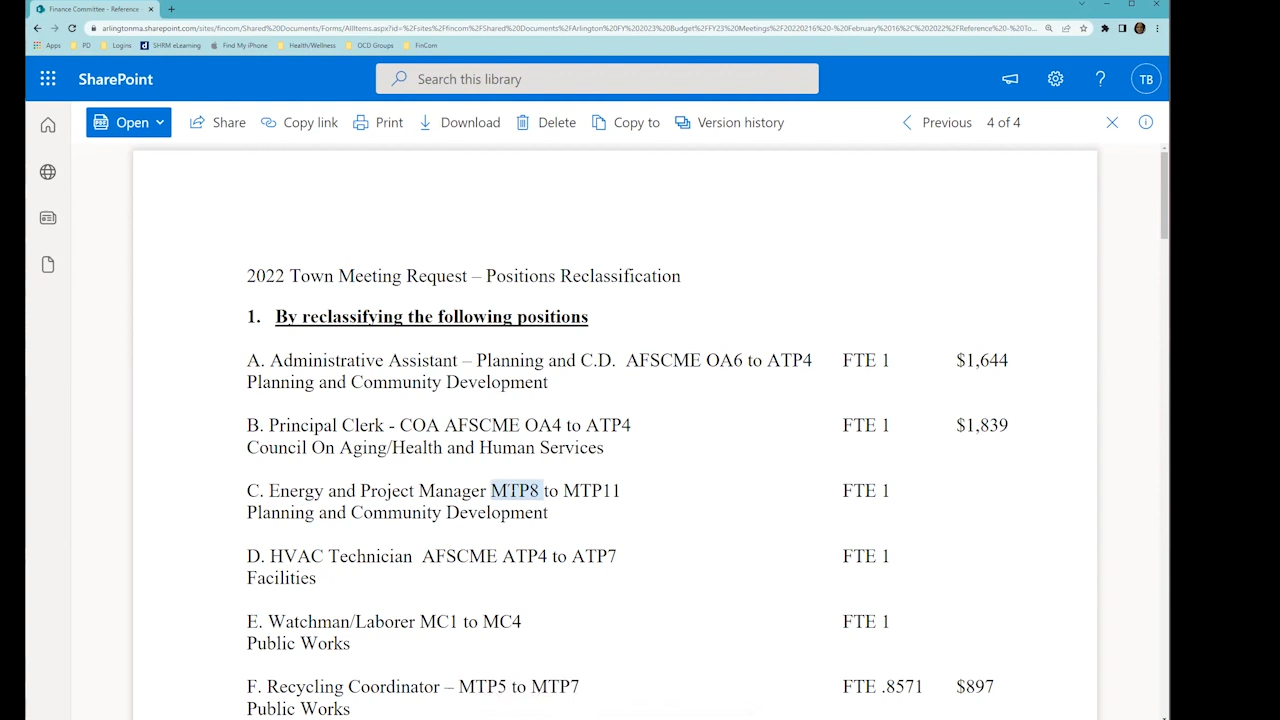 Finance Committee - Reference -
arlingtonma.sharepoint.com/sites/fincom/Shared%20Documents/Forms/AllItems.aspx?id=%2Fsites%2Ffincom%2FShared%20Documents%2FArlington%20FY%202023%20Budget%2FFY23%20Meetings%2F20220216%20-%20February%2016%2C%202022%2FReference%20-%20To...
Apps PD Logins SHRM eLearning Find My iPhone Health/Wellness OCD Groups FinCom
SharePoint
Search this library
TB
Open Share Copy link Print Download Delete Copy to Version history Previous 4 of 4
2022 Town Meeting Request – Positions Reclassification
1. By reclassifying the following positions
A. Administrative Assistant – Planning and C.D. AFSCME OA6 to ATP4 FTE 1 $1,644
Planning and Community Development
B. Principal Clerk - COA AFSCME OA4 to ATP4 FTE 1 $1,839
Council On Aging/Health and Human Services
C. Energy and Project Manager MTP8 to MTP11 FTE 1
Planning and Community Development
D. HVAC Technician AFSCME ATP4 to ATP7 FTE 1
Facilities
E. Watchman/Laborer MC1 to MC4 FTE 1
Public Works
F. Recycling Coordinator – MTP5 to MTP7 FTE .8571 $897
Public Works